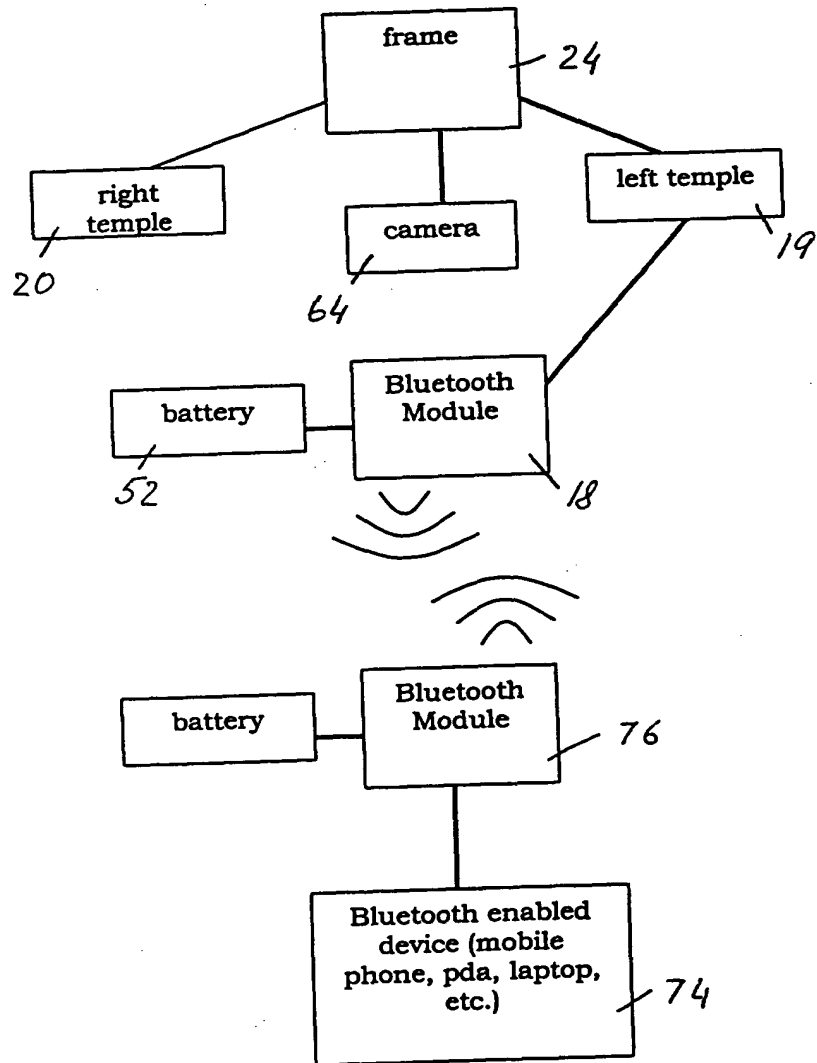 frame
24
right
temple
20
camera
64
left temple
19
battery
52
Bluetooth
Module
18
battery
Bluetooth
Module
76
Bluetooth enabled
device (mobile
phone, pda, laptop,
etc.)
74